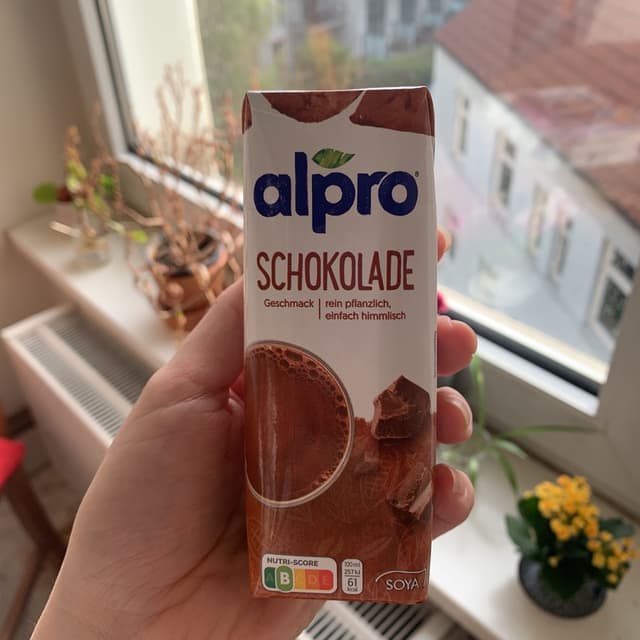 alpro®
SCHOKOLADE
Geschmack
rein pflanzlich,
einfach himmlisch
NUTRI-SCORE
A B C D E
100 ml
257 kJ
61
kcal
SOYA